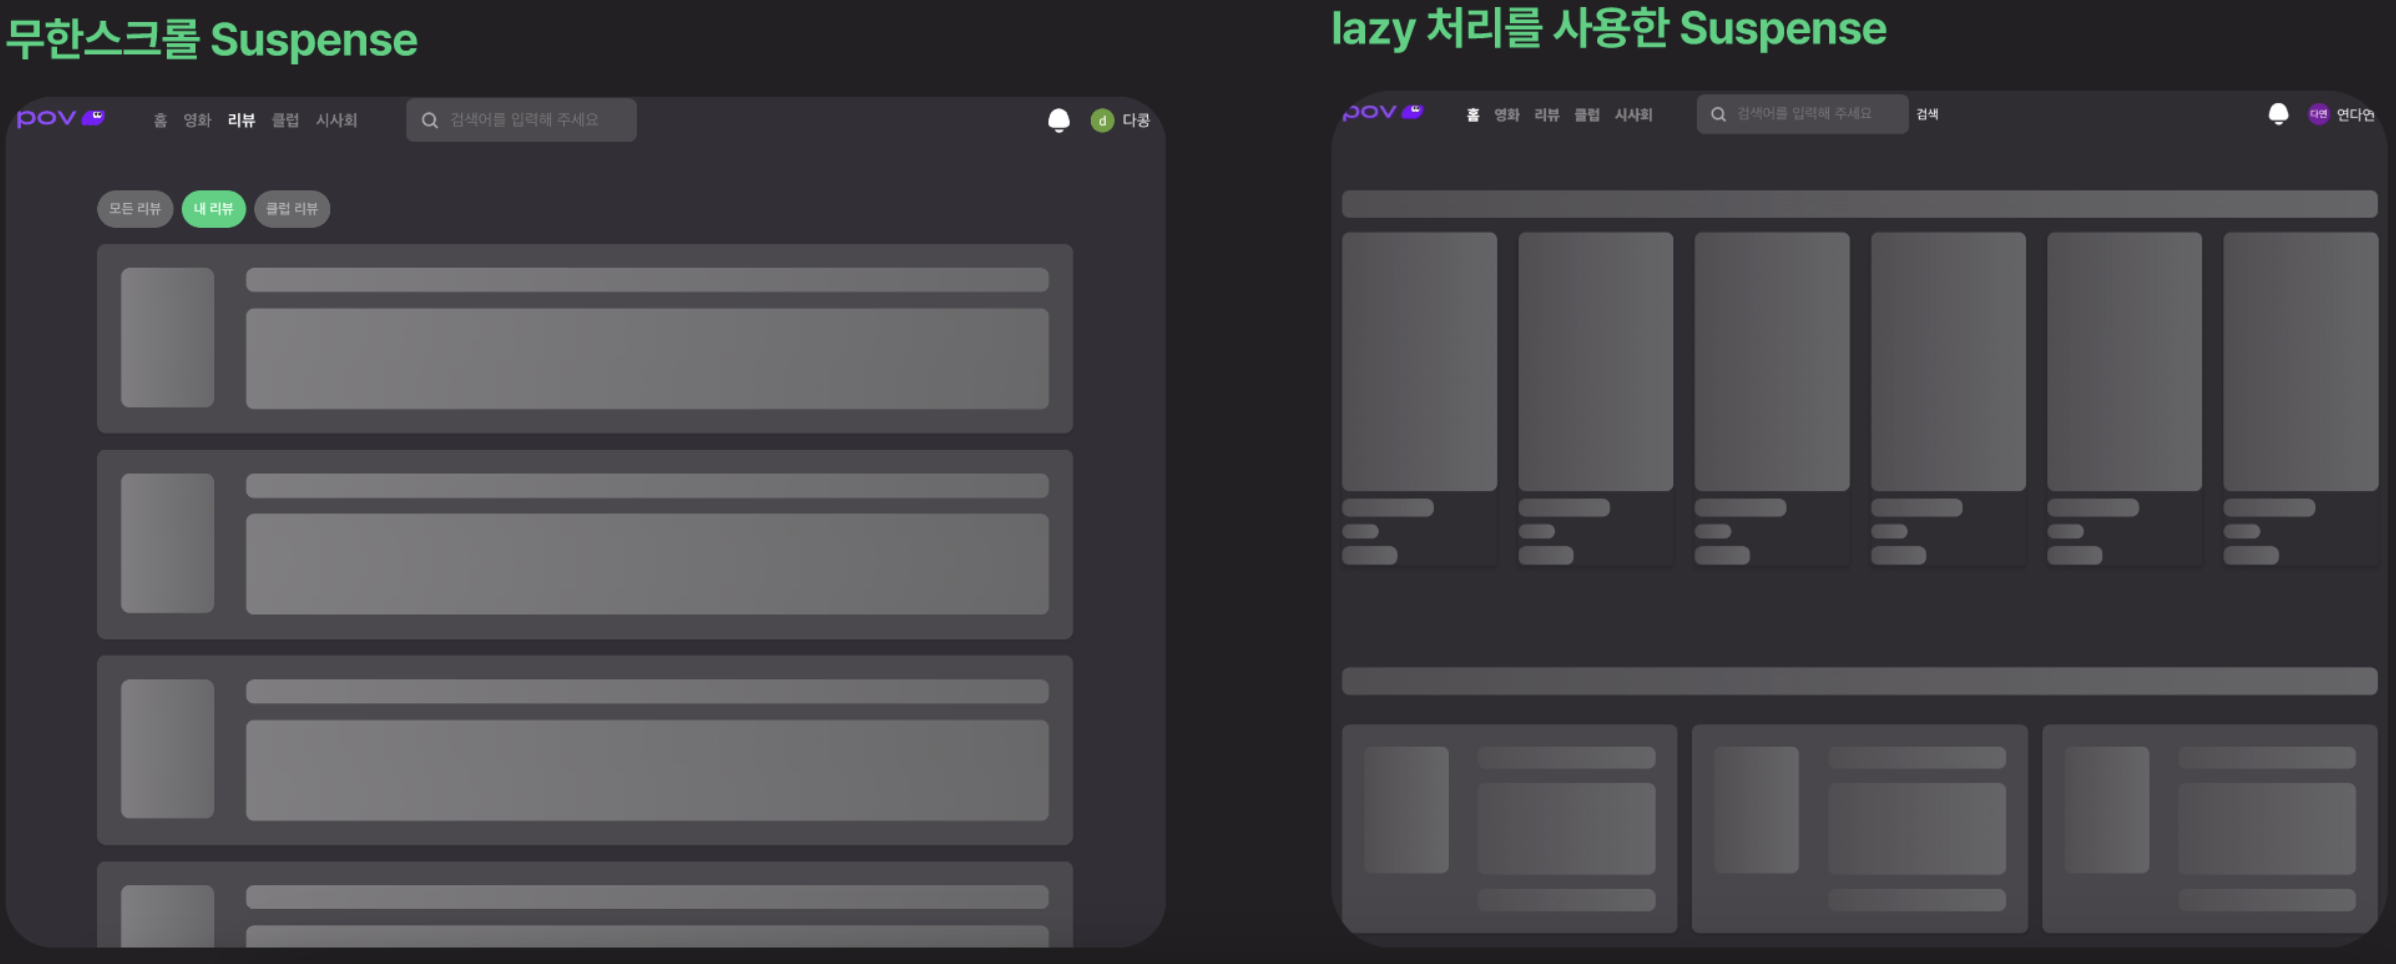 무한스크롤 Suspense
pov 홈 영화 리뷰 클럽 시사회 검색어를 입력해 주세요 d 다콩
모든 리뷰 내 리뷰 클럽 리뷰
lazy 처리를 사용한 Suspense
pov 홈 영화 리뷰 클럽 시사회 검색어를 입력해 주세요 검색 다연 연다연